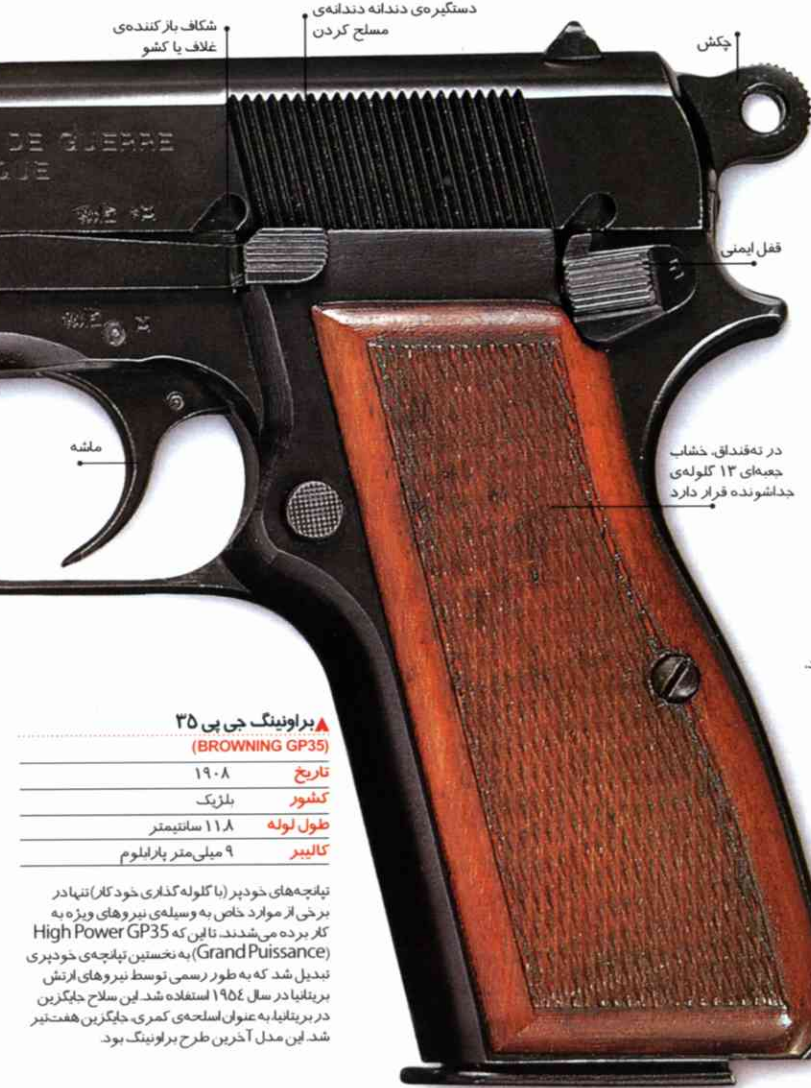 دستگیره‌ی دندانه دندانه‌ی
مسلح کردن
شکاف باز کننده‌ی
غلاف یا کشو
چکش
DE GUERRE
قفل ایمنی
ماشه
در ته‌قنداق، خشاب
جعبه‌ای ۱۳ گلوله‌ی
جداشونده قرار دارد
براونینگ جی پی ۳۵
(BROWNING GP35)
تاریخ ۱۹۰۸
کشور بلژیک
طول لوله ۱۱.۸ سانتیمتر
کالیبر ۹ میلی‌متر پارابلوم
تپانچه‌های خودپر (با گلوله گذاری خودکار) تنها در
برخی از موارد خاص به وسیله‌ی نیروهای ویژه به
کار برده می‌شدند، تا این که High Power GP35
(Grand Puissance) به نخستین تپانچه‌ی خودپری
تبدیل شد که به طور رسمی توسط نیروهای ارتش
بریتانیا در سال ۱۹۵٤ استفاده شد. این سلاح جایگزین
در بریتانیا، به عنوان اسلحه‌ی کمری، جایگزین هفت‌تیر
شد. این مدل آخرین طرح براونینگ بود.